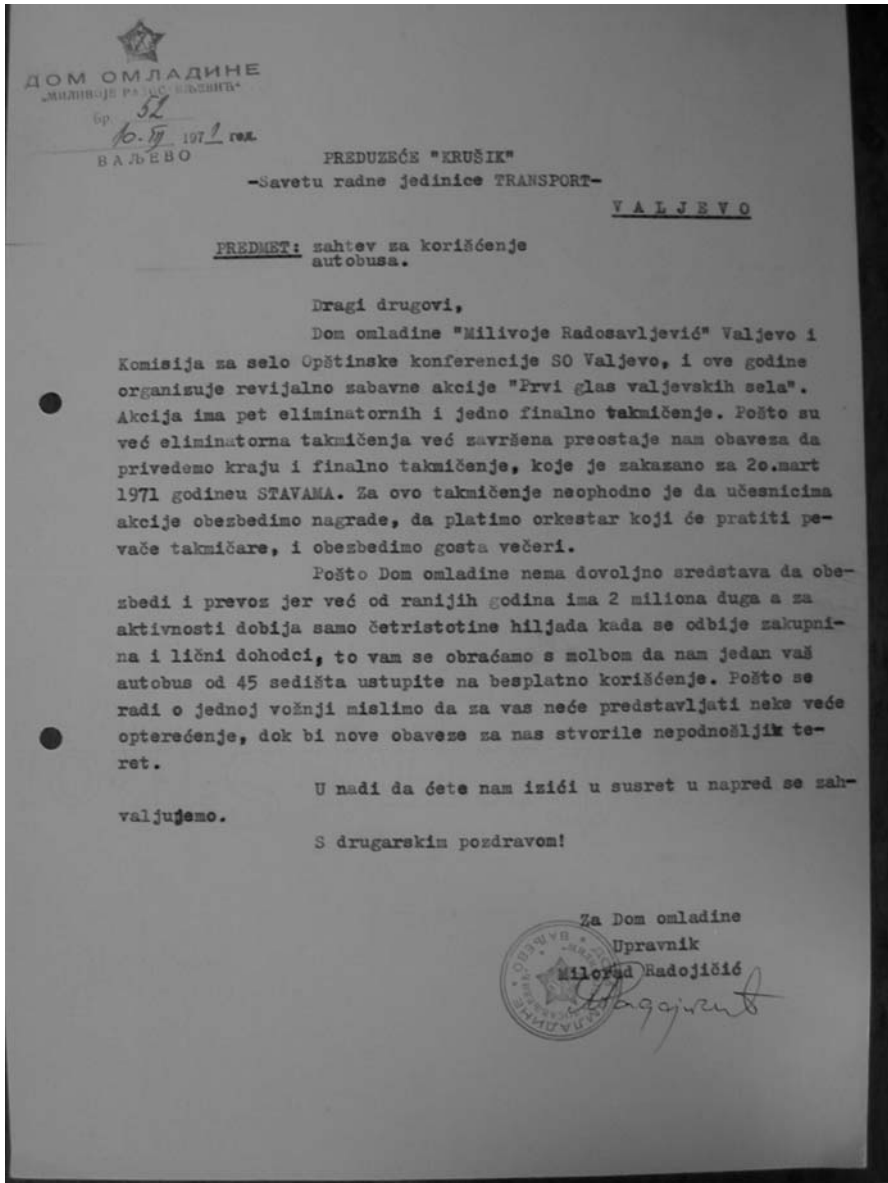 ДОМ ОМЛАДИНЕ
„МИЛИВОЈЕ РАДОСАВЉЕВИЋ“
бр. 52
10. III 1971 год.
ВАЉЕВО
PREDUZEĆE "KRUŠIK"
-Savetu radne jedinice TRANSPORT-
V A L J E V O
PREDMET: zahtev za korišćenje
autobusa.
Dragi drugovi,
Dom omladine "Milivoje Radosavljević" Valjevo i
Komisija za selo Opštinske konferencije SO Valjevo, i ove godine
organizuje revijalno zabavne akcije "Prvi glas valjevskih sela".
Akcija ima pet eliminatornih i jedno finalno takmičenje. Pošto su
već eliminatorna takmičenja već završena preostaje nam obaveza da
privedemo kraju i finalno takmičenje, koje je zakazano za 2o.mart
1971 godineu STAVAMA. Za ovo takmičenje neophodno je da učesnicima
akcije obezbedimo nagrade, da platimo orkestar koji će pratiti pe-
vače takmičare, i obezbedimo gosta večeri.
Pošto Dom omladine nema dovoljno sredstava da obe-
zbedi i prevoz jer već od ranijih godina ima 2 miliona duga a za
aktivnosti dobija samo četristotine hiljada kada se odbije zakupni-
na i lični dohodci, to vam se obraćamo s molbom da nam jedan vaš
autobus od 45 sedišta ustupite na besplatno korišćenje. Pošto se
radi o jednoj vožnji mislimo da za vas neće predstavljati neke veće
opterećenje, dok bi nove obaveze za nas stvorile nepodnošljik te-
ret.
U nadi da ćete nam izići u susret u napred se zah-
valjujemo.
S drugarskim pozdravom!
Za Dom omladine
Upravnik
Milorad Radojičić
ДОМ ОМЛАДИНЕ * ВАЉЕВО *